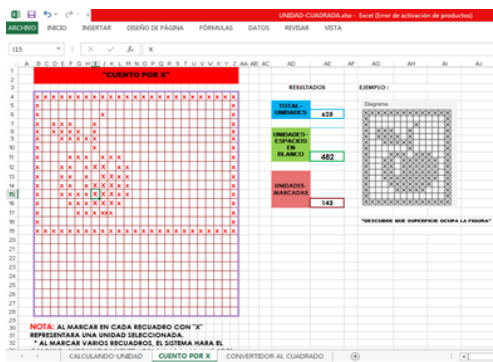 UNIDAD-CUADRADA.xlsx - Excel (Error de activación de productos)
ARCHIVO INICIO INSERTAR DISEÑO DE PÁGINA FÓRMULAS DATOS REVISAR VISTA
I15 X
"CUENTO POR X"
RESULTADOS EJEMPLO :
TOTAL-UNIDADES 625
Diagrama
UNIDADES-ESPACIOS EN BLANCO 482
UNIDADES-MARCADAS 143
"DESCUBRE QUE SUPERFICIE OCUPA LA FIGURA"
NOTA: AL MARCAR EN CADA RECUADRO CON "X"
REPRESENTARA UNA UNIDAD SELECCIONADA.
* AL MARCAR VARIOS RECUADROS, EL SISTEMA HARA EL
CALCULANDO-UNIDAD CUENTO POR X CONVERTIDOR AL CUADRADO